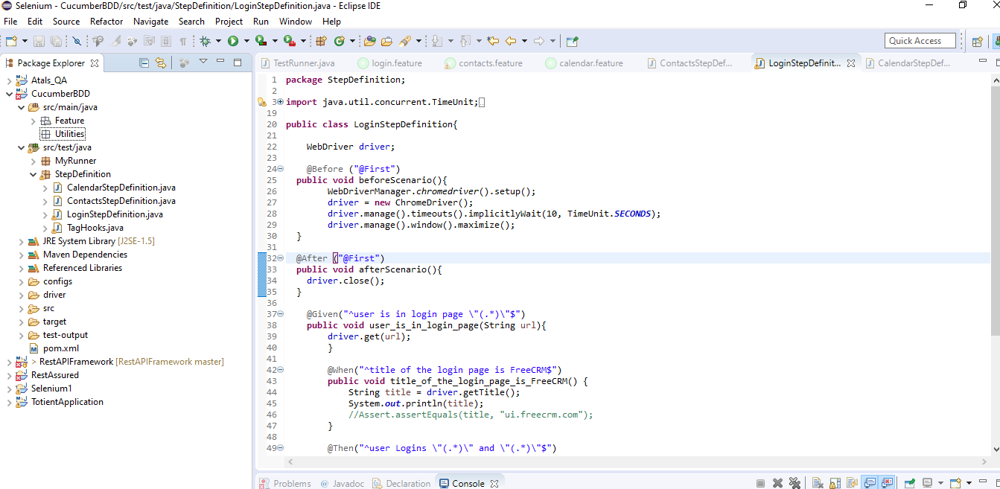 Selenium - CucumberBDD/src/test/java/StepDefinition/LoginStepDefinition.java - Eclipse IDE
File Edit Source Refactor Navigate Search Project Run Window Help
Quick Access
Package Explorer
Atals_QA
CucumberBDD
src/main/java
Feature
Utilities
src/test/java
MyRunner
StepDefinition
CalendarStepDefinition.java
ContactsStepDefinition.java
LoginStepDefinition.java
TagHooks.java
JRE System Library [J2SE-1.5]
Maven Dependencies
Referenced Libraries
configs
driver
src
target
test-output
pom.xml
> RestAPIFramework [RestAPIFramework master]
RestAssured
Selenium1
TotientApplication
TestRunner.java login.feature contacts.feature calendar.feature ContactsStepDef... LoginStepDefinit... CalendarStepDef...
1 package StepDefinition;
2
3 import java.util.concurrent.TimeUnit;
19
20 public class LoginStepDefinition{
21
22 WebDriver driver;
23
24 @Before ("@First")
25 public void beforeScenario(){
26 WebDriverManager.chromedriver().setup();
27 driver = new ChromeDriver();
28 driver.manage().timeouts().implicitlyWait(10, TimeUnit.SECONDS);
29 driver.manage().window().maximize();
30 }
31
32 @After ("@First")
33 public void afterScenario(){
34 driver.close();
35 }
36
37 @Given("^user is in login page \"(.*)\"$")
38 public void user_is_in_login_page(String url){
39 driver.get(url);
40 }
41
42 @When("^title of the login page is FreeCRM$")
43 public void title_of_the_login_page_is_FreeCRM() {
44 String title = driver.getTitle();
45 System.out.println(title);
46 //Assert.assertEquals(title, "ui.freecrm.com");
47 }
48
49 @Then("^user Logins \"(.*)\" and \"(.*)\"$")
Problems @ Javadoc Declaration Console